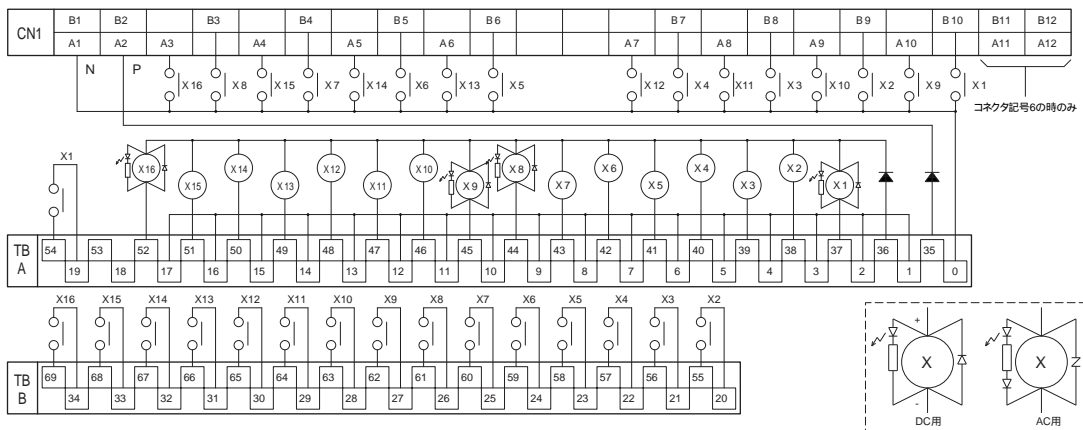 CN1 B1 B2 B3 B4 B5 B6 B7 B8 B9 B10 B11 B12
A1 A2 A3 A4 A5 A6 A7 A8 A9 A10 A11 A12
N P X16 X8 X15 X7 X14 X6 X13 X5 X12 X4 X11 X3 X10 X2 X9 X1
コネクタ記号6の時のみ
X1 X16 X15 X14 X13 X12 X11 X10 X9 X8 X7 X6 X5 X4 X3 X2 X1
TB A
54 53 52 51 50 49 48 47 46 45 44 43 42 41 40 39 38 37 36 35
19 18 17 16 15 14 13 12 11 10 9 8 7 6 5 4 3 2 1 0
X16 X15 X14 X13 X12 X11 X10 X9 X8 X7 X6 X5 X4 X3 X2
TB B
69 68 67 66 65 64 63 62 61 60 59 58 57 56 55
34 33 32 31 30 29 28 27 26 25 24 23 22 21 20
+ X - DC用
X AC用